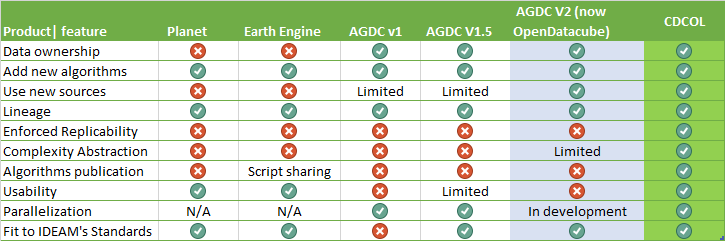 Product| feature Planet Earth Engine AGDC v1 AGDC V1.5 AGDC V2 (now OpenDatacube) CDCOL
Data ownership
Add new algorithms
Use new sources Limited Limited
Lineage
Enforced Replicability
Complexity Abstraction Limited
Algorithms publication Script sharing
Usability Limited
Parallelization N/A N/A In development
Fit to IDEAM's Standards